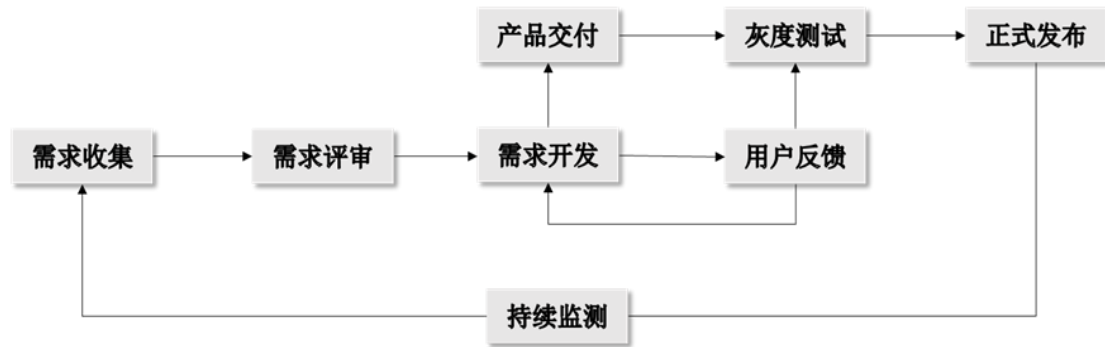 产品交付
灰度测试
正式发布
需求收集
需求评审
需求开发
用户反馈
持续监测